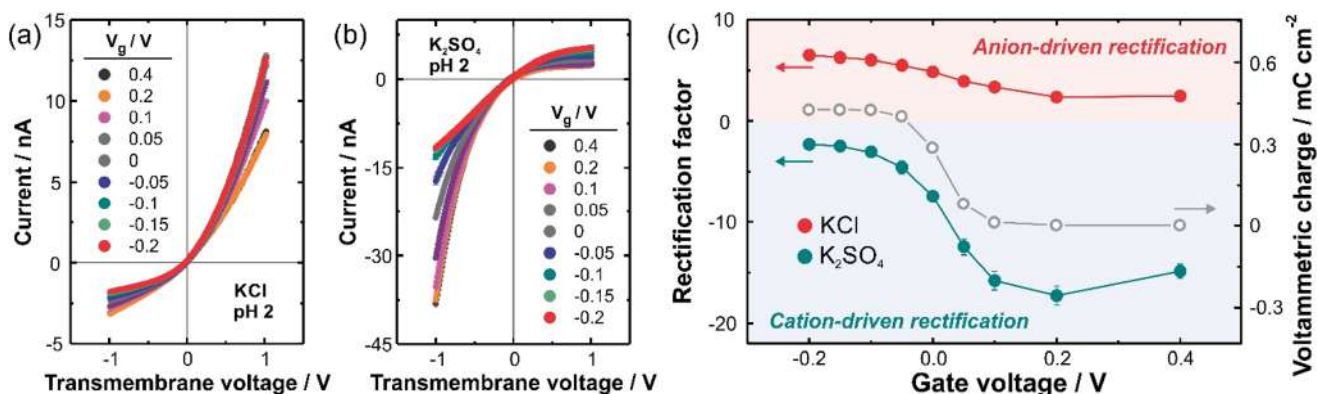 (a)
V_g / V
0.4
0.2
0.1
0.05
0
-0.05
-0.1
-0.15
-0.2
KCl
pH 2
15
10
5
0
-5
-1
0
1
Current / nA
Transmembrane voltage / V
(b)
K₂SO₄
pH 2
V_g / V
0.4
0.2
0.1
0.05
0
-0.05
-0.1
-0.15
-0.2
0
-15
-30
-45
-1
0
1
Current / nA
Transmembrane voltage / V
(c)
Anion-driven rectification
KCl
K₂SO₄
Cation-driven rectification
10
0
-10
-20
Rectification factor
-0.2
0.0
0.2
0.4
Gate voltage / V
0.6
0.3
0
-0.3
Voltammetric charge / mC cm⁻²